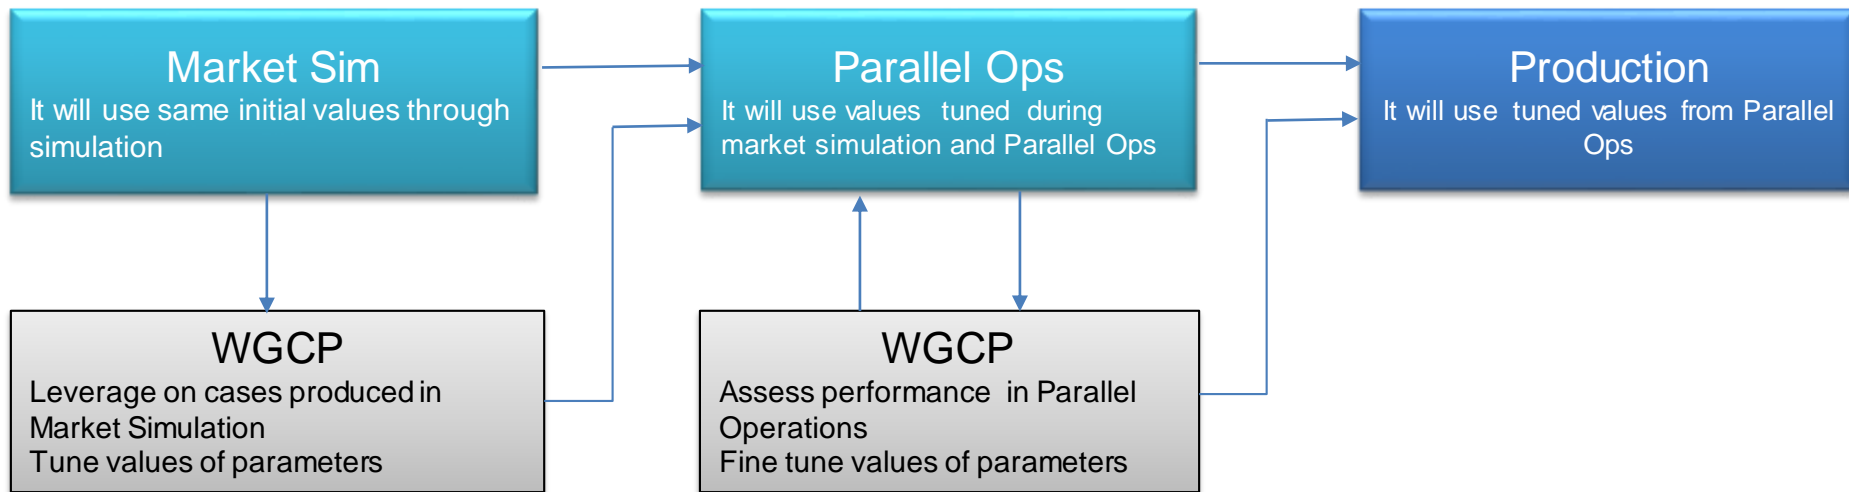 Market Sim
It will use same initial values through
simulation
Parallel Ops
It will use values tuned during
market simulation and Parallel Ops
Production
It will use tuned values from Parallel
Ops
WGCP
Leverage on cases produced in
Market Simulation
Tune values of parameters
WGCP
Assess performance in Parallel
Operations
Fine tune values of parameters